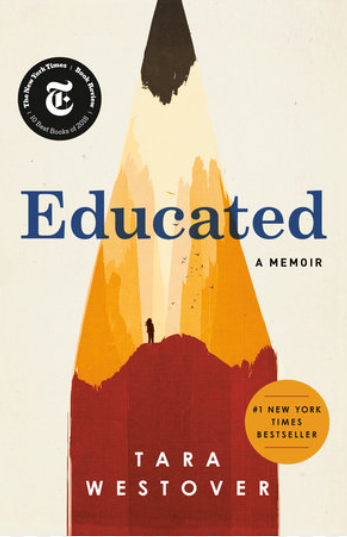 The New York Times | Book Review
T
10 Best Books of 2018
Educated
A MEMOIR
#1 NEW YORK
TIMES
BESTSELLER
TARA
WESTOVER